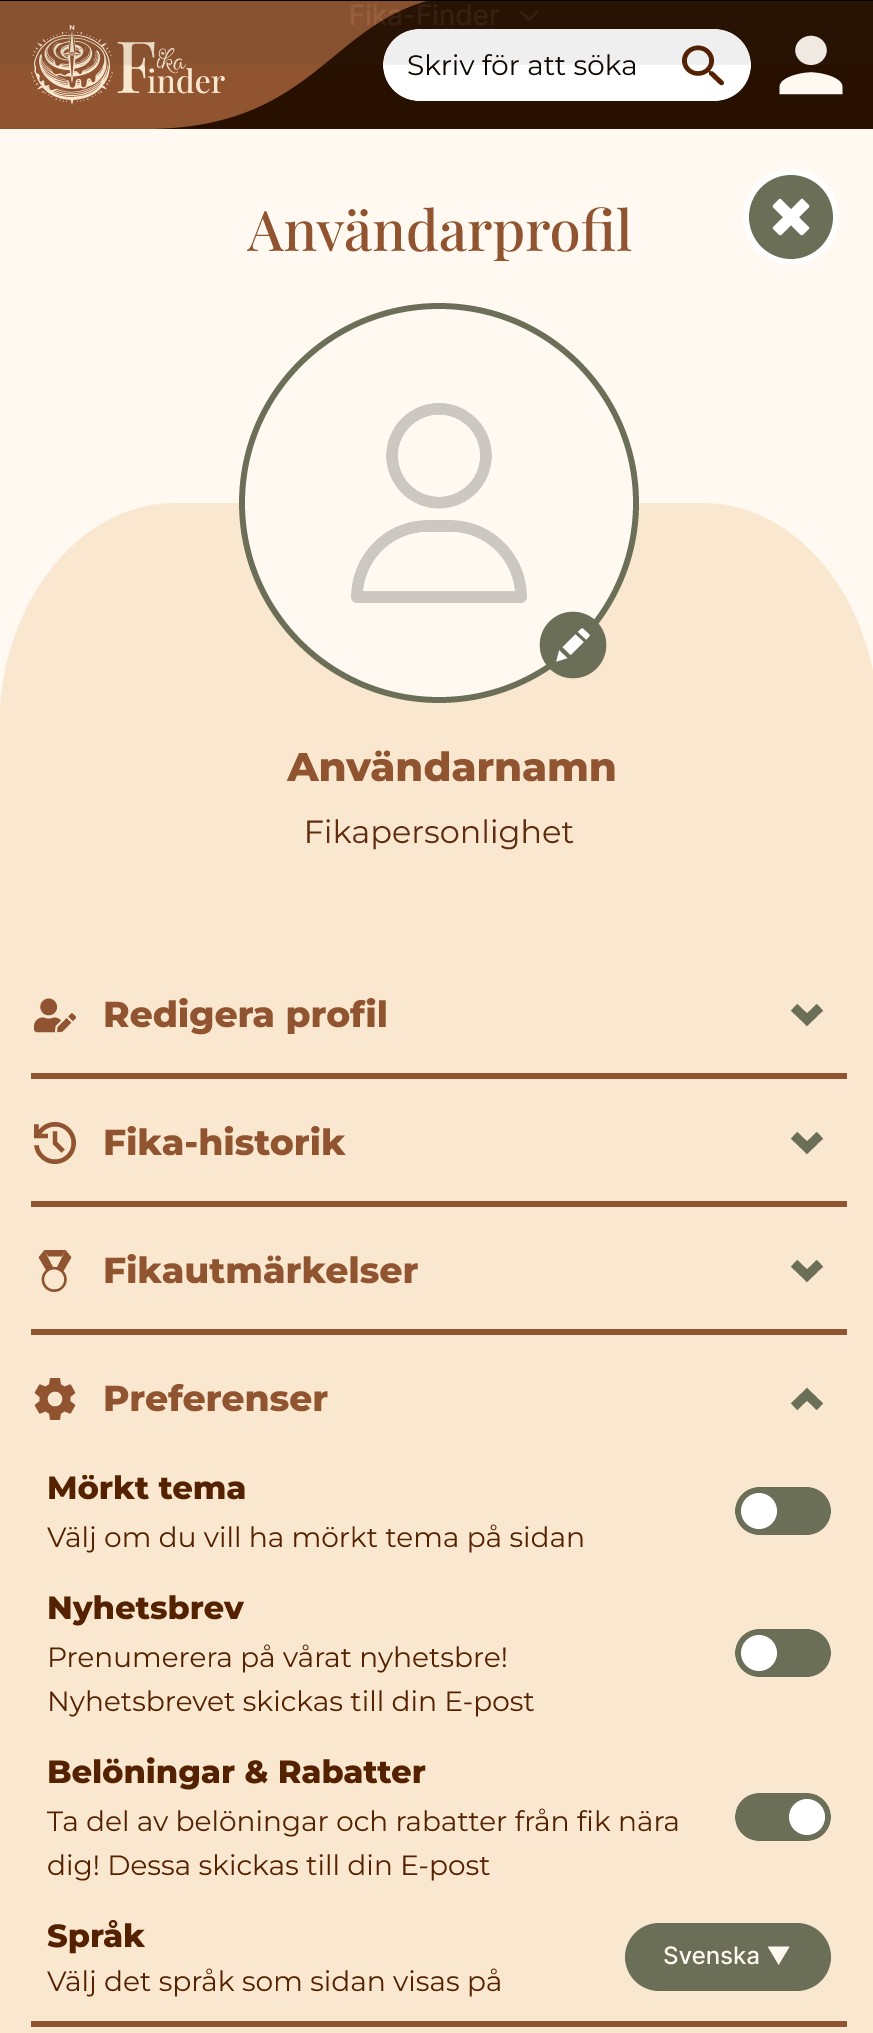 Fika-Finder
N
Fika
Finder
Skriv för att söka
Användarprofil
Användarnamn
Fikapersonlighet
Redigera profil
Fika-historik
Fikautmärkelser
Preferenser
Mörkt tema
Välj om du vill ha mörkt tema på sidan
Nyhetsbrev
Prenumerera på vårat nyhetsbre!
Nyhetsbrevet skickas till din E-post
Belöningar & Rabatter
Ta del av belöningar och rabatter från fik nära
dig! Dessa skickas till din E-post
Språk
Svenska ▼
Välj det språk som sidan visas på